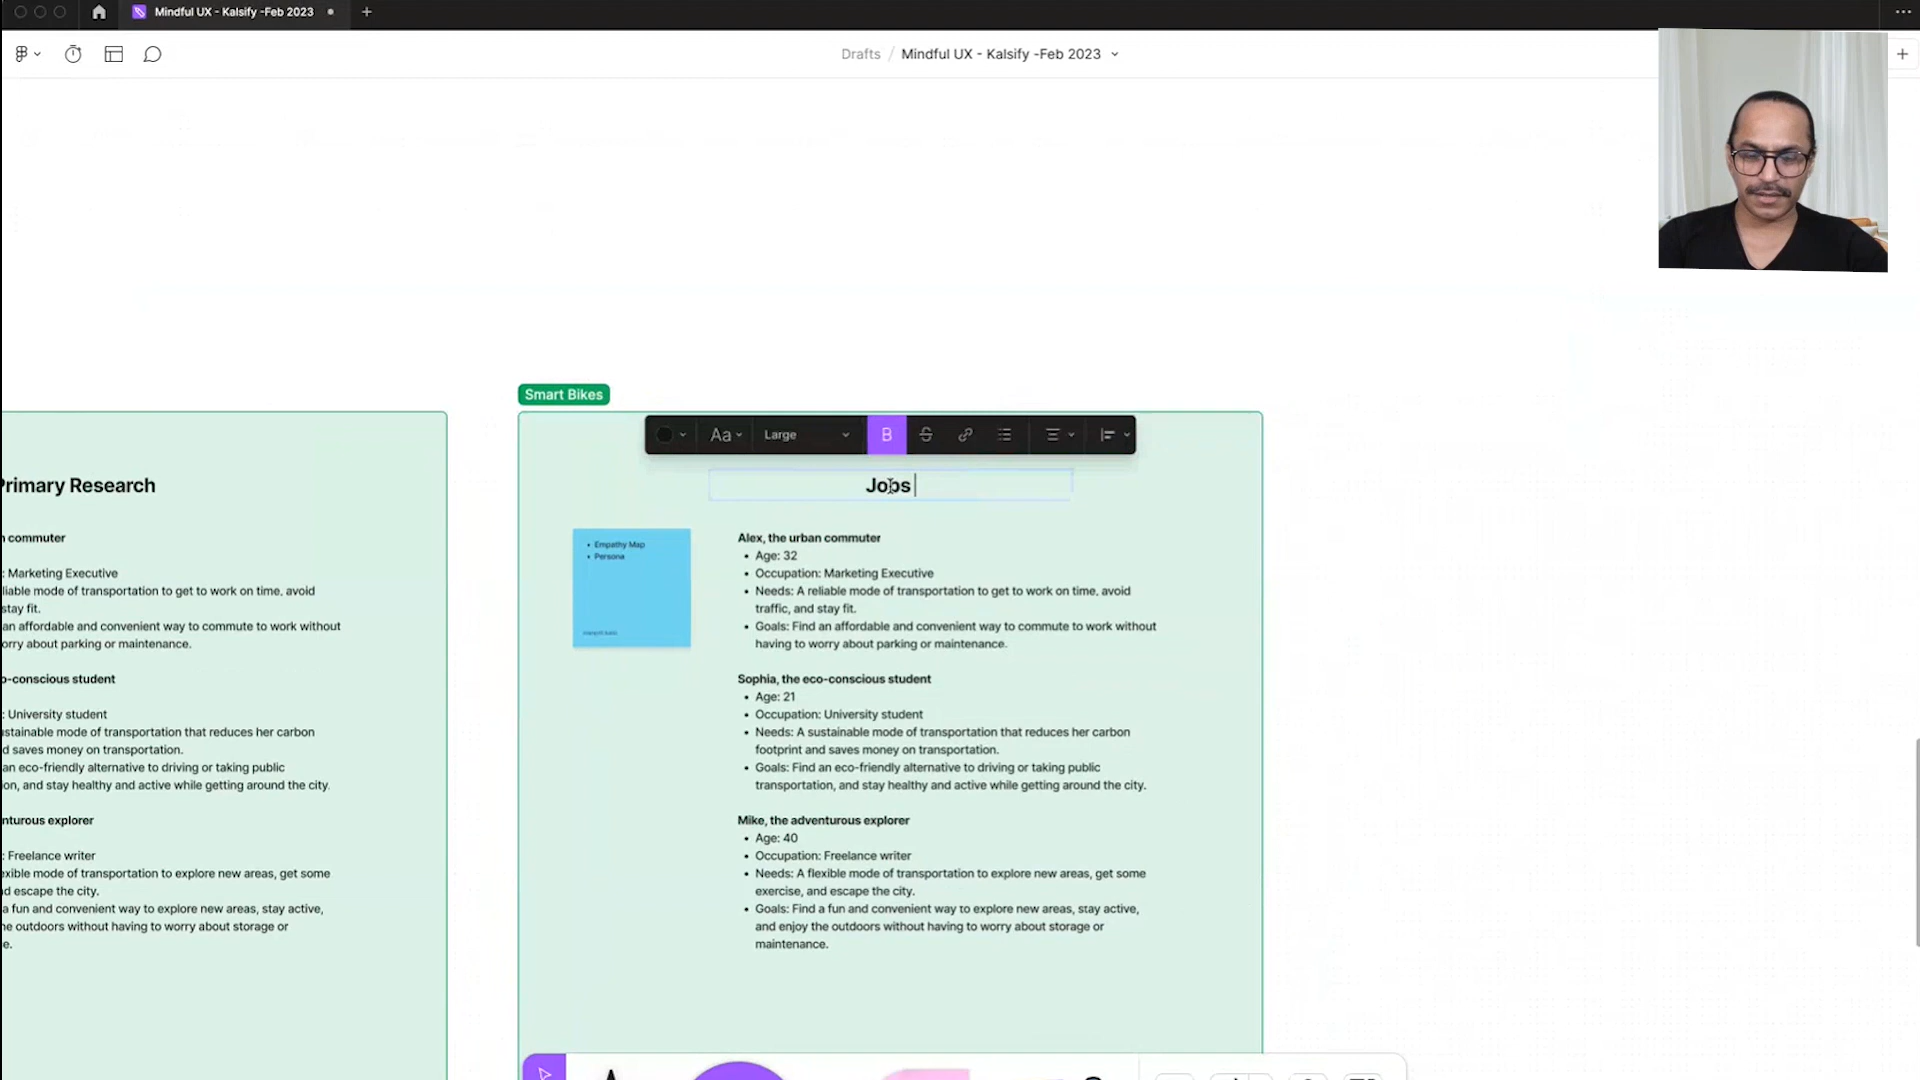 Mindful UX - Kalsify -Feb 2023
Drafts / Mindful UX - Kalsify -Feb 2023
Smart Bikes
Aa
Large
B
S
Primary Research
Jobs
n commuter
: Marketing Executive
liable mode of transportation to get to work on time, avoid
stay fit.
an affordable and convenient way to commute to work without
orry about parking or maintenance.
o-conscious student
: University student
ustainable mode of transportation that reduces her carbon
d saves money on transportation.
an eco-friendly alternative to driving or taking public
ion, and stay healthy and active while getting around the city.
nturous explorer
: Freelance writer
exible mode of transportation to explore new areas, get some
nd escape the city.
a fun and convenient way to explore new areas, stay active,
he outdoors without having to worry about storage or
e.
• Empathy Map
• Persona
Alex, the urban commuter
• Age: 32
• Occupation: Marketing Executive
• Needs: A reliable mode of transportation to get to work on time, avoid
traffic, and stay fit.
• Goals: Find an affordable and convenient way to commute to work without
having to worry about parking or maintenance.
Sophia, the eco-conscious student
• Age: 21
• Occupation: University student
• Needs: A sustainable mode of transportation that reduces her carbon
footprint and saves money on transportation.
• Goals: Find an eco-friendly alternative to driving or taking public
transportation, and stay healthy and active while getting around the city.
Mike, the adventurous explorer
• Age: 40
• Occupation: Freelance writer
• Needs: A flexible mode of transportation to explore new areas, get some
exercise, and escape the city.
• Goals: Find a fun and convenient way to explore new areas, stay active,
and enjoy the outdoors without having to worry about storage or
maintenance.